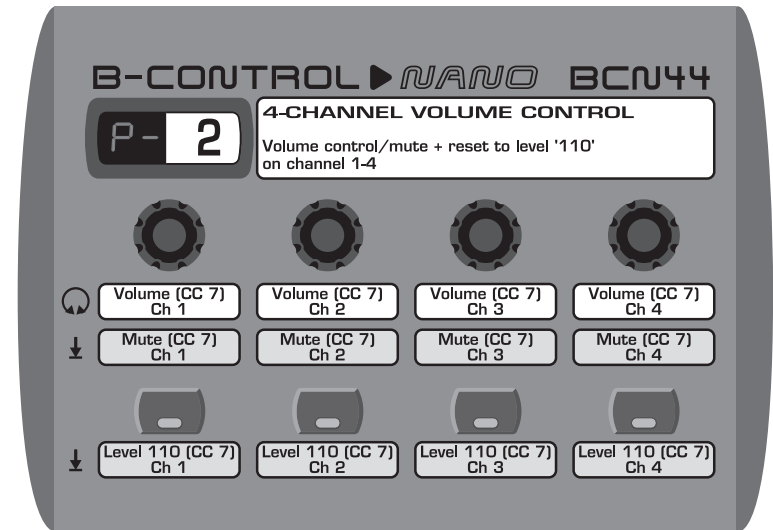 B-CONTROL NANO BCN44
P- 2
4-CHANNEL VOLUME CONTROL
Volume control/mute + reset to level '110'
on channel 1-4
Volume (CC 7) Volume (CC 7) Volume (CC 7) Volume (CC 7)
Ch 1 Ch 2 Ch 3 Ch 4
Mute (CC 7) Mute (CC 7) Mute (CC 7) Mute (CC 7)
Ch 1 Ch 2 Ch 3 Ch 4
Level 110 (CC 7) Level 110 (CC 7) Level 110 (CC 7) Level 110 (CC 7)
Ch 1 Ch 2 Ch 3 Ch 4